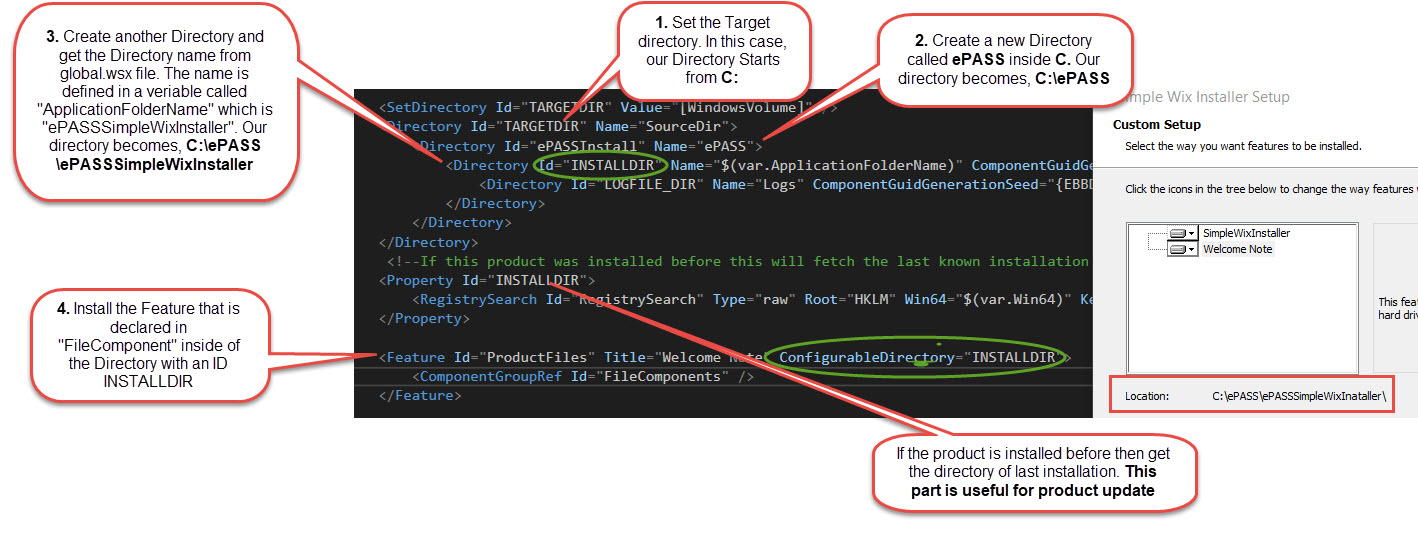 3. Create another Directory and
get the Directory name from
global.wsx file. The name is
defined in a veriable called
"ApplicationFolderName" which is
"ePASSSimpleWixInstaller". Our
directory becomes, C:\ePASS
\ePASSSimpleWixInstaller
1. Set the Target
directory. In this case,
our Directory Starts
from C:
2. Create a new Directory
called ePASS inside C. Our
directory becomes, C:\ePASS
<SetDirectory Id="TARGETDIR" Value="[WindowsVolume]" />
<Directory Id="TARGETDIR" Name="SourceDir">
<Directory Id="ePASSInstall" Name="ePASS">
<Directory Id="INSTALLDIR" Name="$(var.ApplicationFolderName)" ComponentGuidGene
<Directory Id="LOGFILE_DIR" Name="Logs" ComponentGuidGenerationSeed="{EBBD
</Directory>
</Directory>
</Directory>
<!--If this product was installed before this will fetch the last known installation
<Property Id="INSTALLDIR">
<RegistrySearch Id="RegistrySearch" Type="raw" Root="HKLM" Win64="$(var.Win64)" Ke
</Property>
<Feature Id="ProductFiles" Title="Welcome Note" ConfigurableDirectory="INSTALLDIR">
<ComponentGroupRef Id="FileComponents" />
</Feature>
4. Install the Feature that is
declared in
"FileComponent" inside of
the Directory with an ID
INSTALLDIR
Simple Wix Installer Setup
Custom Setup
Select the way you want features to be installed.
Click the icons in the tree below to change the way features
SimpleWixInstaller
Welcome Note
This feat
hard driv
Location: C:\ePASS\ePASSSimpleWixInataller\
If the product is installed before then get
the directory of last installation. This
part is useful for product update